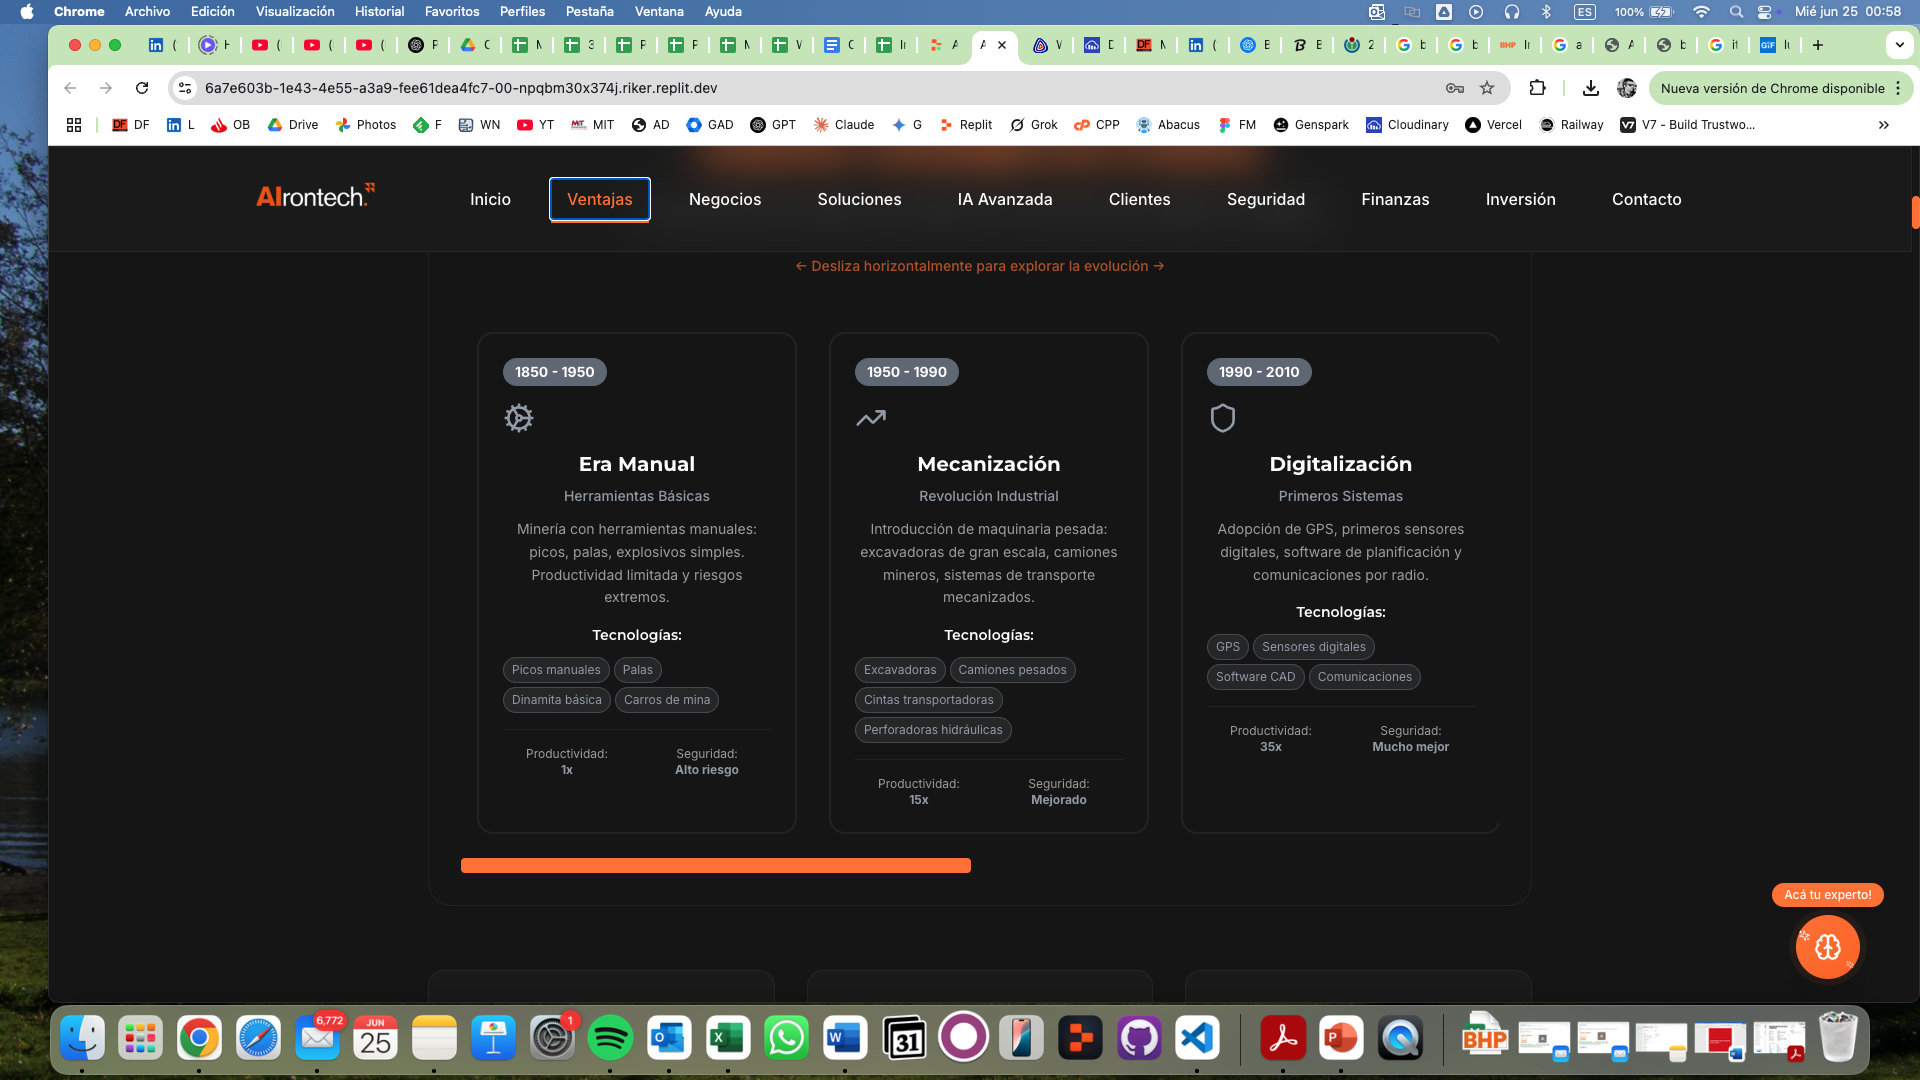 Chrome Archivo Edición Visualización Historial Favoritos Perfiles Pestaña Ventana Ayuda
ES 100% Mié jun 25 00:58
6a7e603b-1e43-4e55-a3a9-fee61dea4fc7-00-npqbm30x374j.riker.replit.dev
Nueva versión de Chrome disponible
DF L OB Drive Photos F WN YT MIT AD GAD GPT Claude G Replit Grok CPP Abacus FM Genspark Cloudinary Vercel Railway V7 - Build Trustwo...
AIrontech.
Inicio Ventajas Negocios Soluciones IA Avanzada Clientes Seguridad Finanzas Inversión Contacto
← Desliza horizontalmente para explorar la evolución →
1850 - 1950
Era Manual
Herramientas Básicas
Minería con herramientas manuales:
picos, palas, explosivos simples.
Productividad limitada y riesgos
extremos.
Tecnologías:
Picos manuales Palas
Dinamita básica Carros de mina
Productividad: Seguridad:
1x Alto riesgo
1950 - 1990
Mecanización
Revolución Industrial
Introducción de maquinaria pesada:
excavadoras de gran escala, camiones
mineros, sistemas de transporte
mecanizados.
Tecnologías:
Excavadoras Camiones pesados
Cintas transportadoras
Perforadoras hidráulicas
Productividad: Seguridad:
15x Mejorado
1990 - 2010
Digitalización
Primeros Sistemas
Adopción de GPS, primeros sensores
digitales, software de planificación y
comunicaciones por radio.
Tecnologías:
GPS Sensores digitales
Software CAD Comunicaciones
Productividad: Seguridad:
35x Mucho mejor
Acá tu experto!
6,772
JUN
25
1
31
BHP